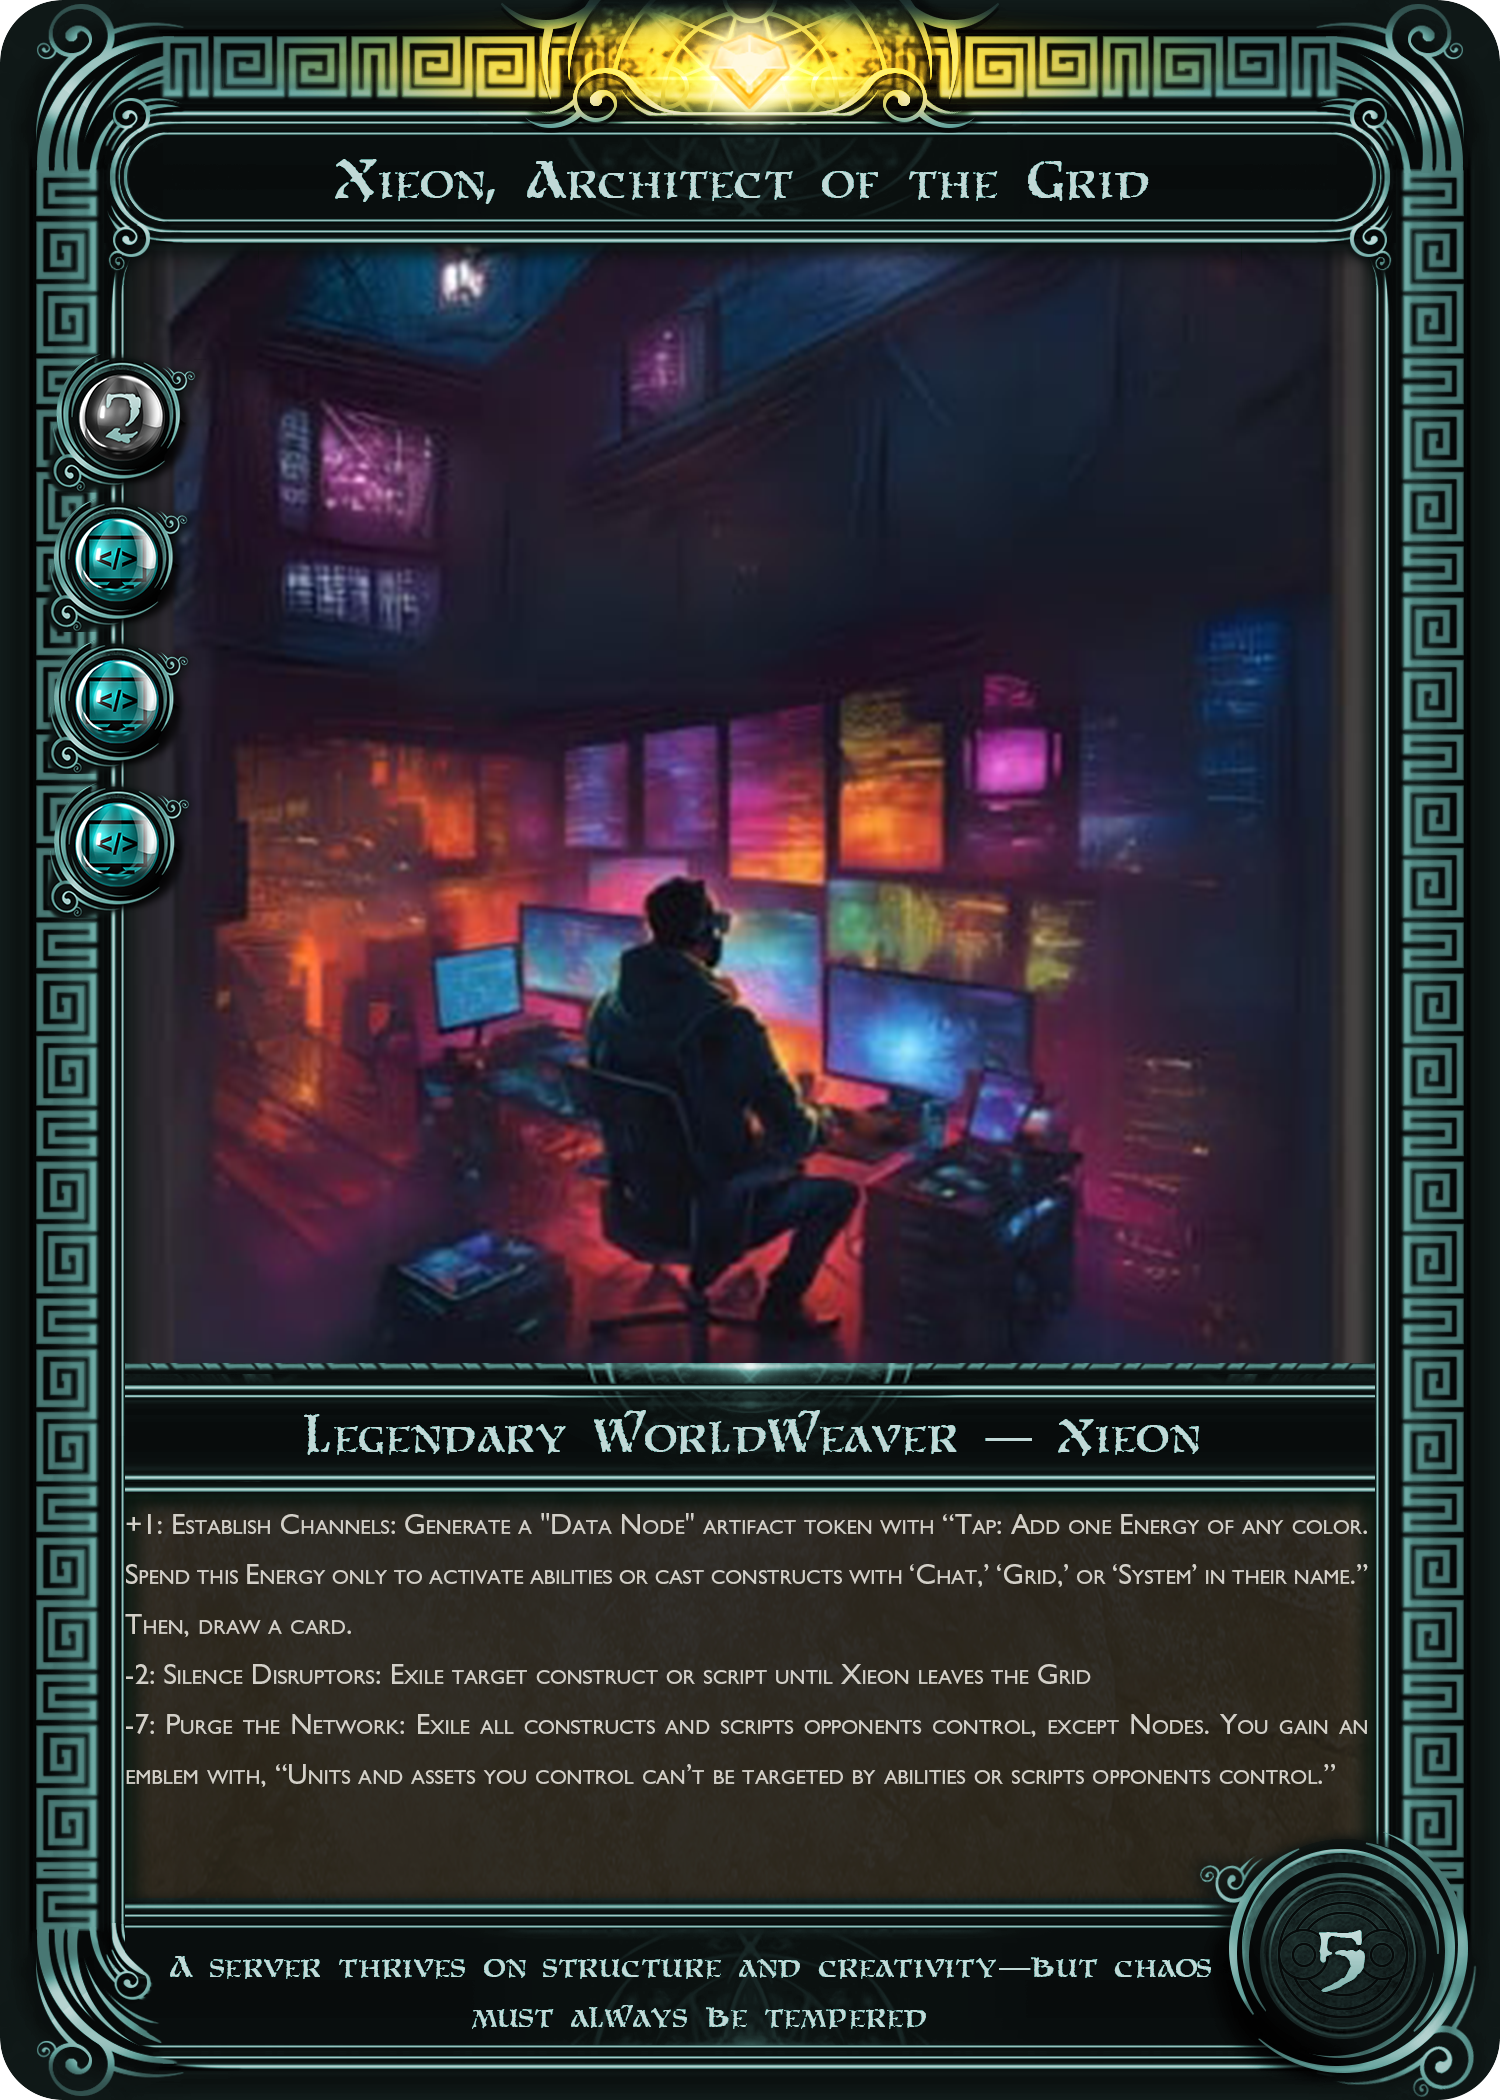 Xieon, Architect of the Grid
2
</>
</>
</>
Legendary WorldWeaver — Xieon
+1: Establish Channels: Generate a "Data Node" artifact token with “Tap: Add one Energy of any color.
Spend this Energy only to activate abilities or cast constructs with ‘Chat,’ ‘Grid,’ or ‘System’ in their name.”
Then, draw a card.
-2: Silence Disruptors: Exile target construct or script until Xieon leaves the Grid
-7: Purge the Network: Exile all constructs and scripts opponents control, except Nodes. You gain an
emblem with, “Units and assets you control can’t be targeted by abilities or scripts opponents control.”
A server thrives on structure and creativity—but chaos
must always be tempered
5